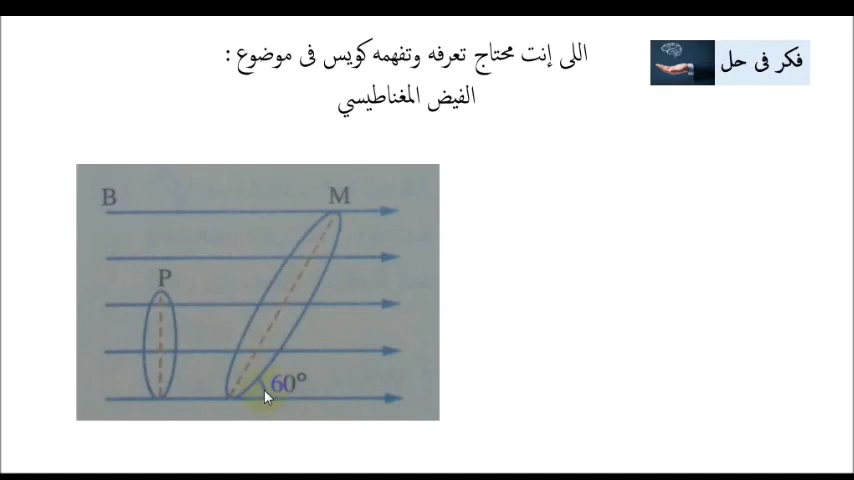 فكر فى حل
اللى إنت محتاج تعرفه وتفهمه كويس فى موضوع :
الفيض المغناطيسي
B
M
P
60°